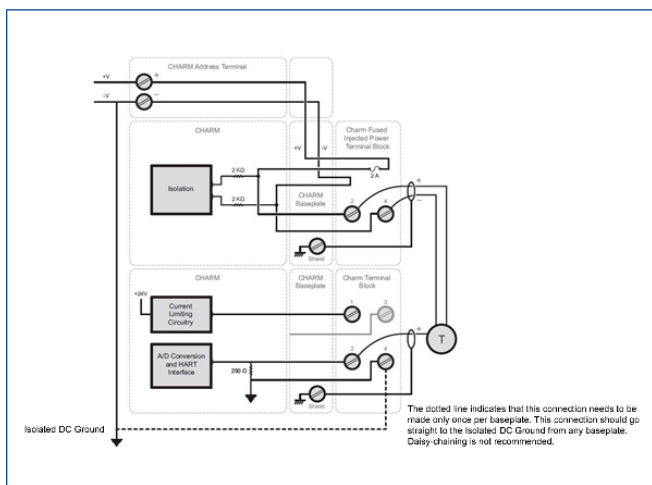 CHARM Address Terminal
+V
+
-V
−
CHARM
CHARM
Baseplate
Charm Fused
Injected Power
Terminal Block
+V
-V
2 A
Isolation
2 KΩ
2 KΩ
2
4
+
−
Shield
CHARM
CHARM
Baseplate
Charm Terminal
Block
+24V
Current
Limiting
Circuitry
1
3
A/D Conversion
and HART
Interface
250 Ω
2
4
+
T
Shield
Isolated DC Ground
The dotted line indicates that this connection needs to be
made only once per baseplate. This connection should go
straight to the Isolated DC Ground from any baseplate.
Daisy-chaining is not recommended.